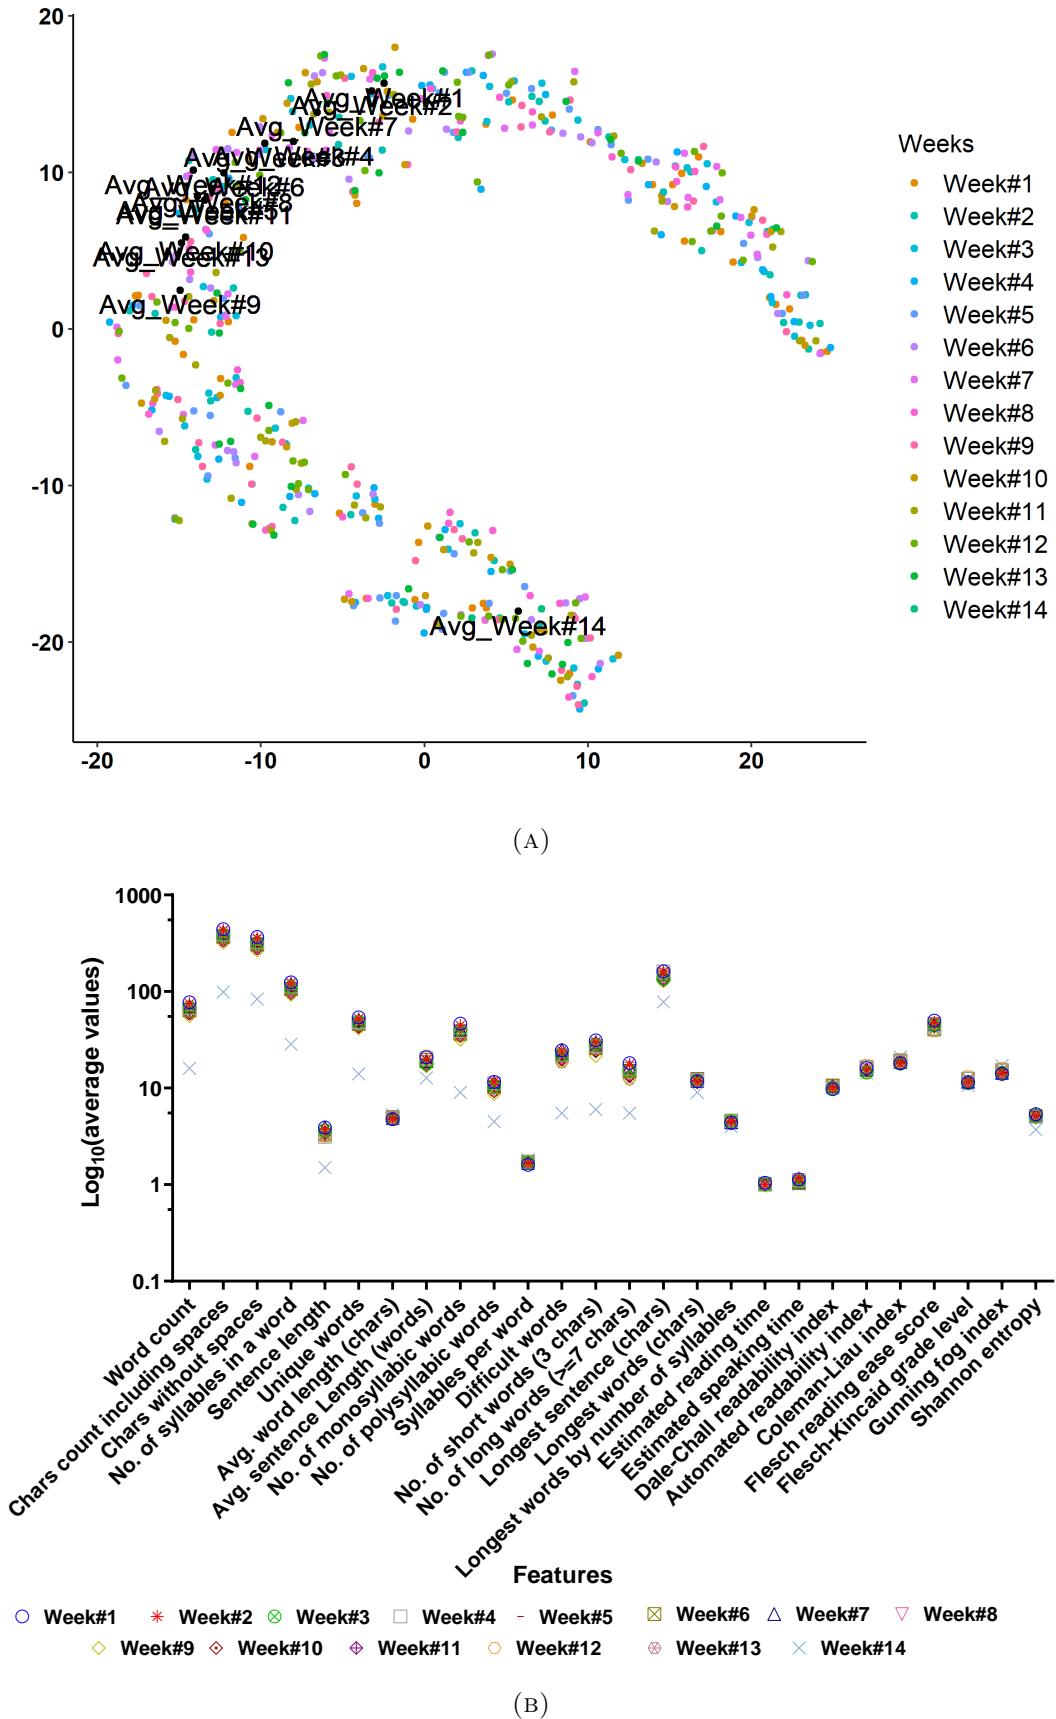 20
10
0
-10
-20
-20 -10 0 10 20
Avg_Week#1
Avg_Week#2
Avg_Week#7
Avg_Week#4
Avg_Week#6
Avg_Week#8
Avg_Week#11
Avg_Week#10
Avg_Week#13
Avg_Week#9
Avg_Week#14
Weeks
Week#1
Week#2
Week#3
Week#4
Week#5
Week#6
Week#7
Week#8
Week#9
Week#10
Week#11
Week#12
Week#13
Week#14
(A)
1000
100
10
1
0.1
Log10(average values)
Word count
Chars count including spaces
Chars without spaces
No. of syllables in a word
Sentence length
Unique words
Avg. word length (chars)
Avg. sentence Length (words)
No. of monosyllabic words
No. of polysyllabic words
Syllables per word
Difficult words
No. of short words (3 chars)
No. of long words (>=7 chars)
Longest sentence (chars)
Longest words (chars)
Longest words by number of syllables
Estimated reading time
Estimated speaking time
Dale-Chall readability index
Automated readability index
Coleman-Liau index
Flesch reading ease score
Flesch-Kincaid grade level
Gunning fog index
Shannon entropy
Features
Week#1 Week#2 Week#3 Week#4 Week#5 Week#6 Week#7 Week#8
Week#9 Week#10 Week#11 Week#12 Week#13 Week#14
(B)